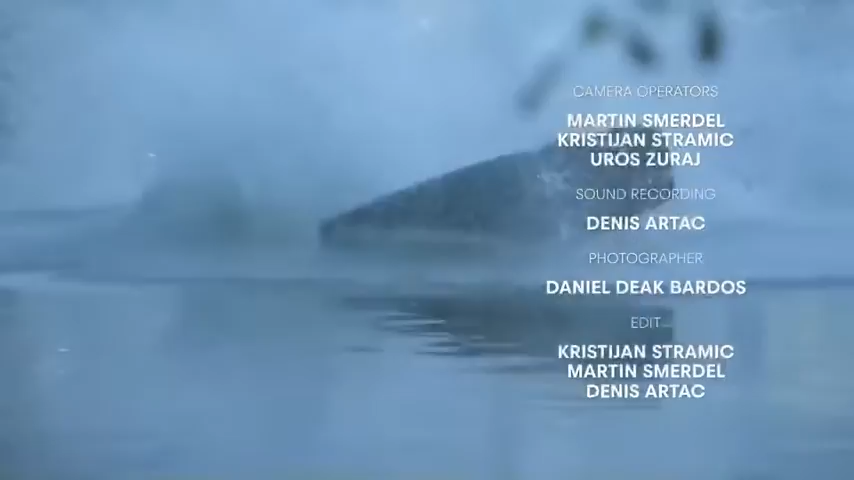 CAMERA OPERATORS
MARTIN SMERDEL
KRISTIJAN STRAMIC
UROS ZURAJ
SOUND RECORDING
DENIS ARTAC
PHOTOGRAPHER
DANIEL DEAK BARDOS
EDIT
KRISTIJAN STRAMIC
MARTIN SMERDEL
DENIS ARTAC